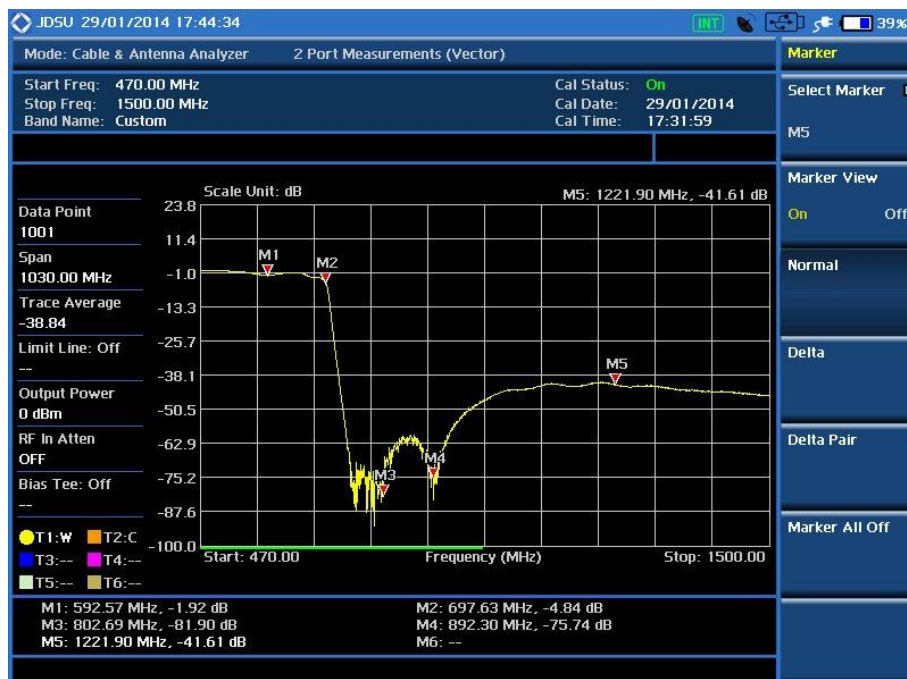 JDSU 29/01/2014 17:44:34
INT
39%
Mode: Cable & Antenna Analyzer 2 Port Measurements (Vector)
Start Freq: 470.00 MHz
Stop Freq: 1500.00 MHz
Band Name: Custom
Cal Status: On
Cal Date: 29/01/2014
Cal Time: 17:31:59
Data Point
1001
Span
1030.00 MHz
Trace Average
-38.84
Limit Line: Off
--
Output Power
0 dBm
RF In Atten
OFF
Bias Tee: Off
--
T1:W T2:C
T3:-- T4:--
T5:-- T6:--
Scale Unit: dB
M5: 1221.90 MHz, -41.61 dB
23.8
11.4
-1.0
-13.3
-25.7
-38.1
-50.5
-62.9
-75.2
-87.6
-100.0
M1
M2
M3
M4
M5
Start: 470.00 Frequency (MHz) Stop: 1500.00
M1: 592.57 MHz, -1.92 dB M2: 697.63 MHz, -4.84 dB
M3: 802.69 MHz, -81.90 dB M4: 892.30 MHz, -75.74 dB
M5: 1221.90 MHz, -41.61 dB M6: --
Marker
Select Marker
M5
Marker View
On Off
Normal
Delta
Delta Pair
Marker All Off